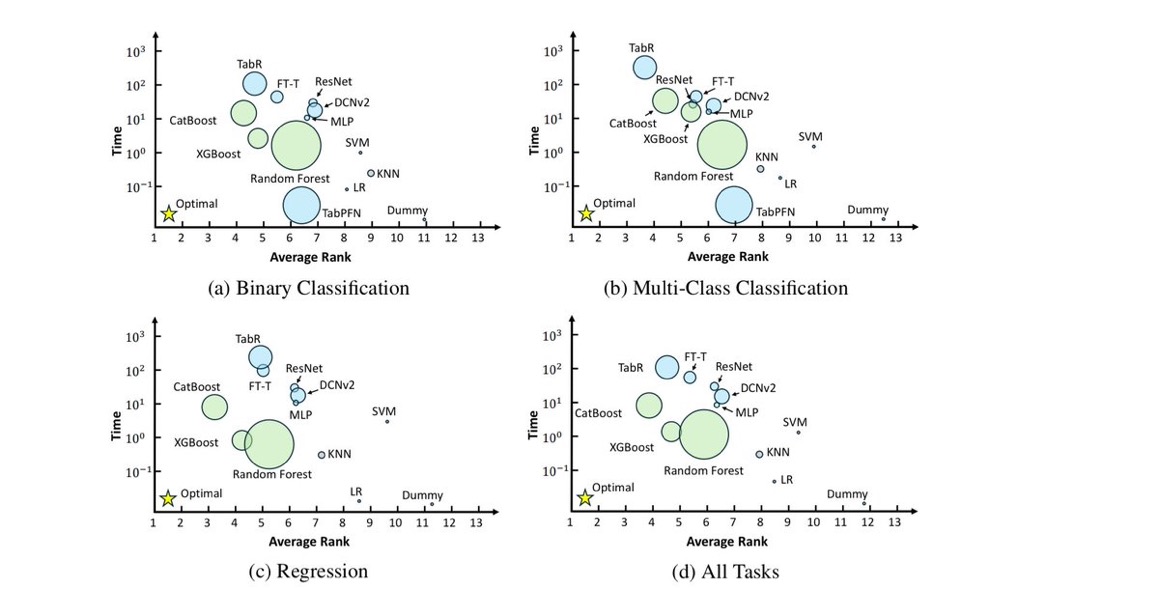 10³
TabR
10²
FT-T
ResNet
DCNv2
CatBoost
10¹
MLP
XGBoost
10⁰
SVM
Time
Random Forest
KNN
10⁻¹
LR
Optimal
TabPFN
Dummy
1 2 3 4 5 6 7 8 9 10 11 12 13
Average Rank
(a) Binary Classification
TabR
10³
10²
ResNet
FT-T
DCNv2
CatBoost
10¹
MLP
XGBoost
SVM
10⁰
Time
KNN
Random Forest
10⁻¹
LR
Optimal
TabPFN
Dummy
1 2 3 4 5 6 7 8 9 10 11 12 13
Average Rank
(b) Multi-Class Classification
10³
TabR
10²
ResNet
CatBoost
FT-T
DCNv2
10¹
MLP
SVM
Time
10⁰
XGBoost
KNN
10⁻¹
Random Forest
Optimal
LR
Dummy
1 2 3 4 5 6 7 8 9 10 11 12 13
Average Rank
(c) Regression
10³
FT-T
TabR
ResNet
10²
DCNv2
10¹
CatBoost
MLP
SVM
Time
10⁰
XGBoost
KNN
Random Forest
10⁻¹
LR
Optimal
Dummy
1 2 3 4 5 6 7 8 9 10 11 12 13
Average Rank
(d) All Tasks